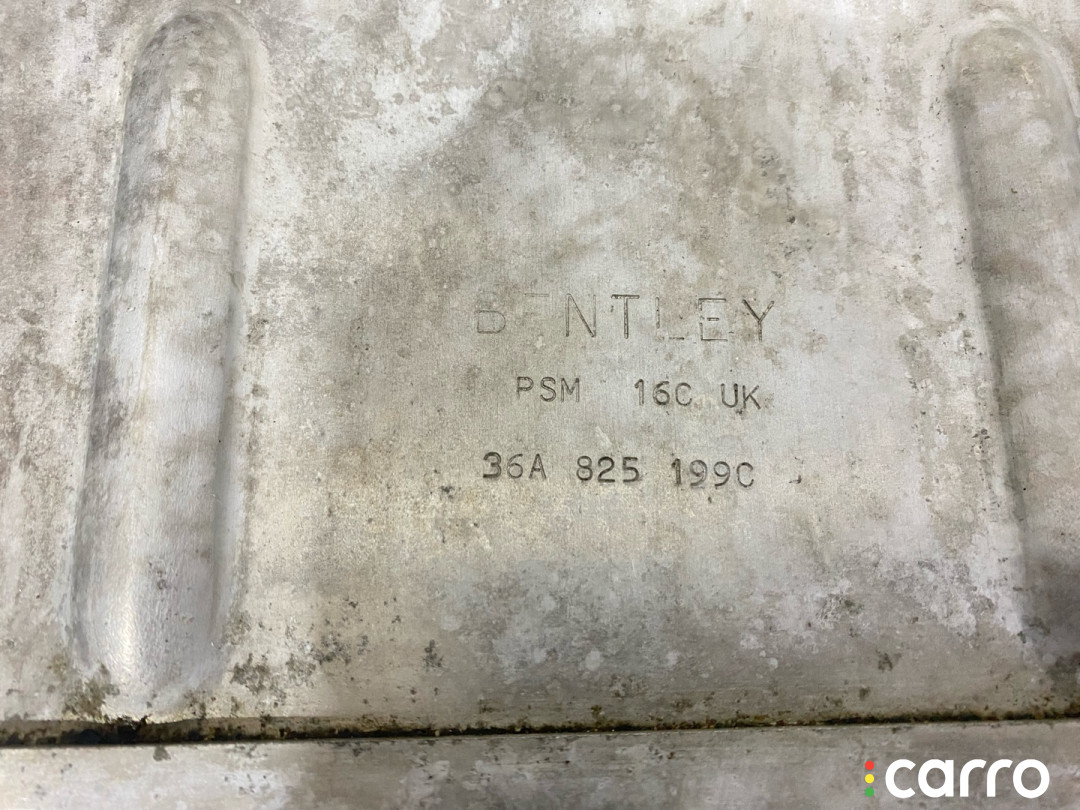 BENTLEY
PSM 16C UK
36A 825 199C
carro